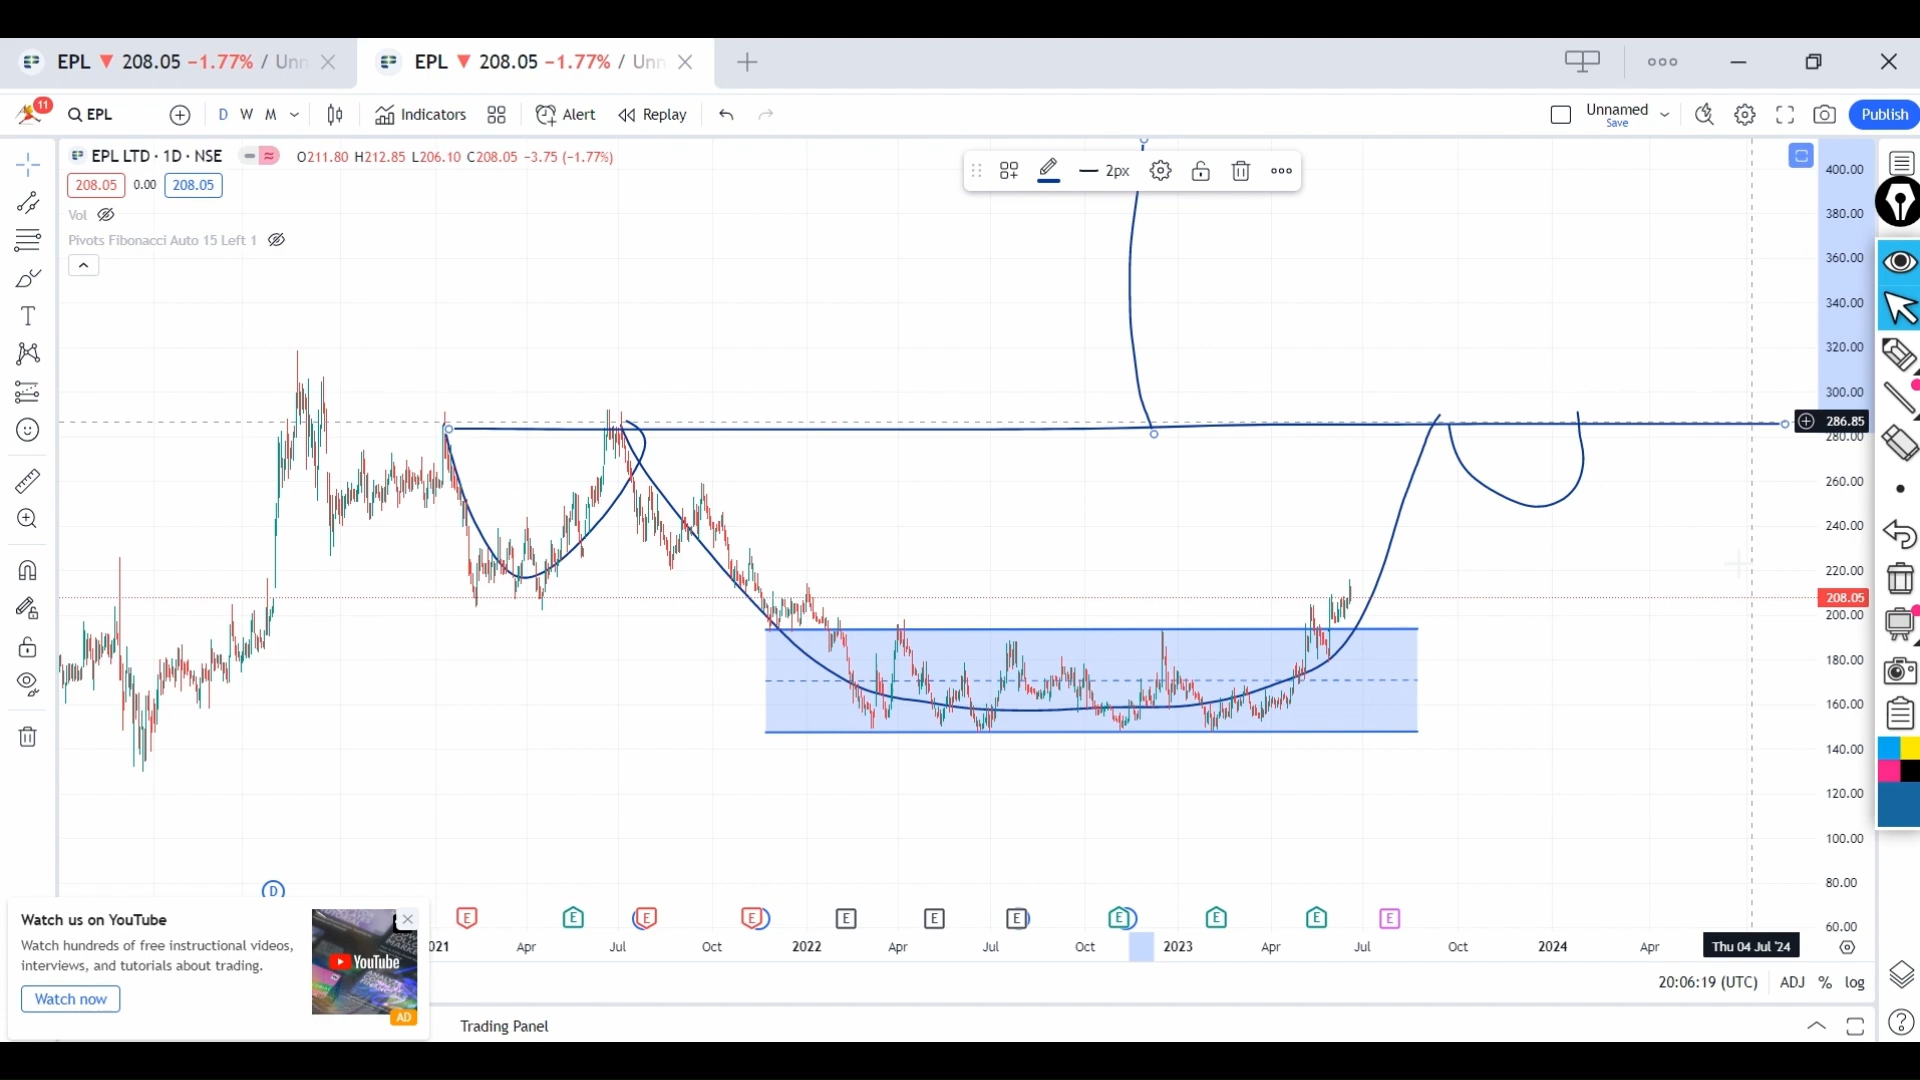 EPL ▼ 208.05 −1.77% / Unn
EPL ▼ 208.05 −1.77% / Unn
11
EPL
D W M
Indicators
Alert
Replay
Unnamed
Save
Publish
EPL LTD · 1D · NSE
O211.80 H212.85 L206.10 C208.05 −3.75 (−1.77%)
208.05 0.00 208.05
Vol
Pivots Fibonacci Auto 15 Left 1
2px
400.00
380.00
360.00
340.00
320.00
300.00
286.85
280.00
260.00
240.00
220.00
208.05
200.00
180.00
160.00
140.00
120.00
100.00
80.00
60.00
D
E E E E E E E E E E E
2021 Apr Jul Oct 2022 Apr Jul Oct 2023 Apr Jul Oct 2024 Apr Thu 04 Jul '24
Watch us on YouTube
Watch hundreds of free instructional videos,
interviews, and tutorials about trading.
Watch now
YouTube
AD
20:06:19 (UTC) ADJ % log
Trading Panel